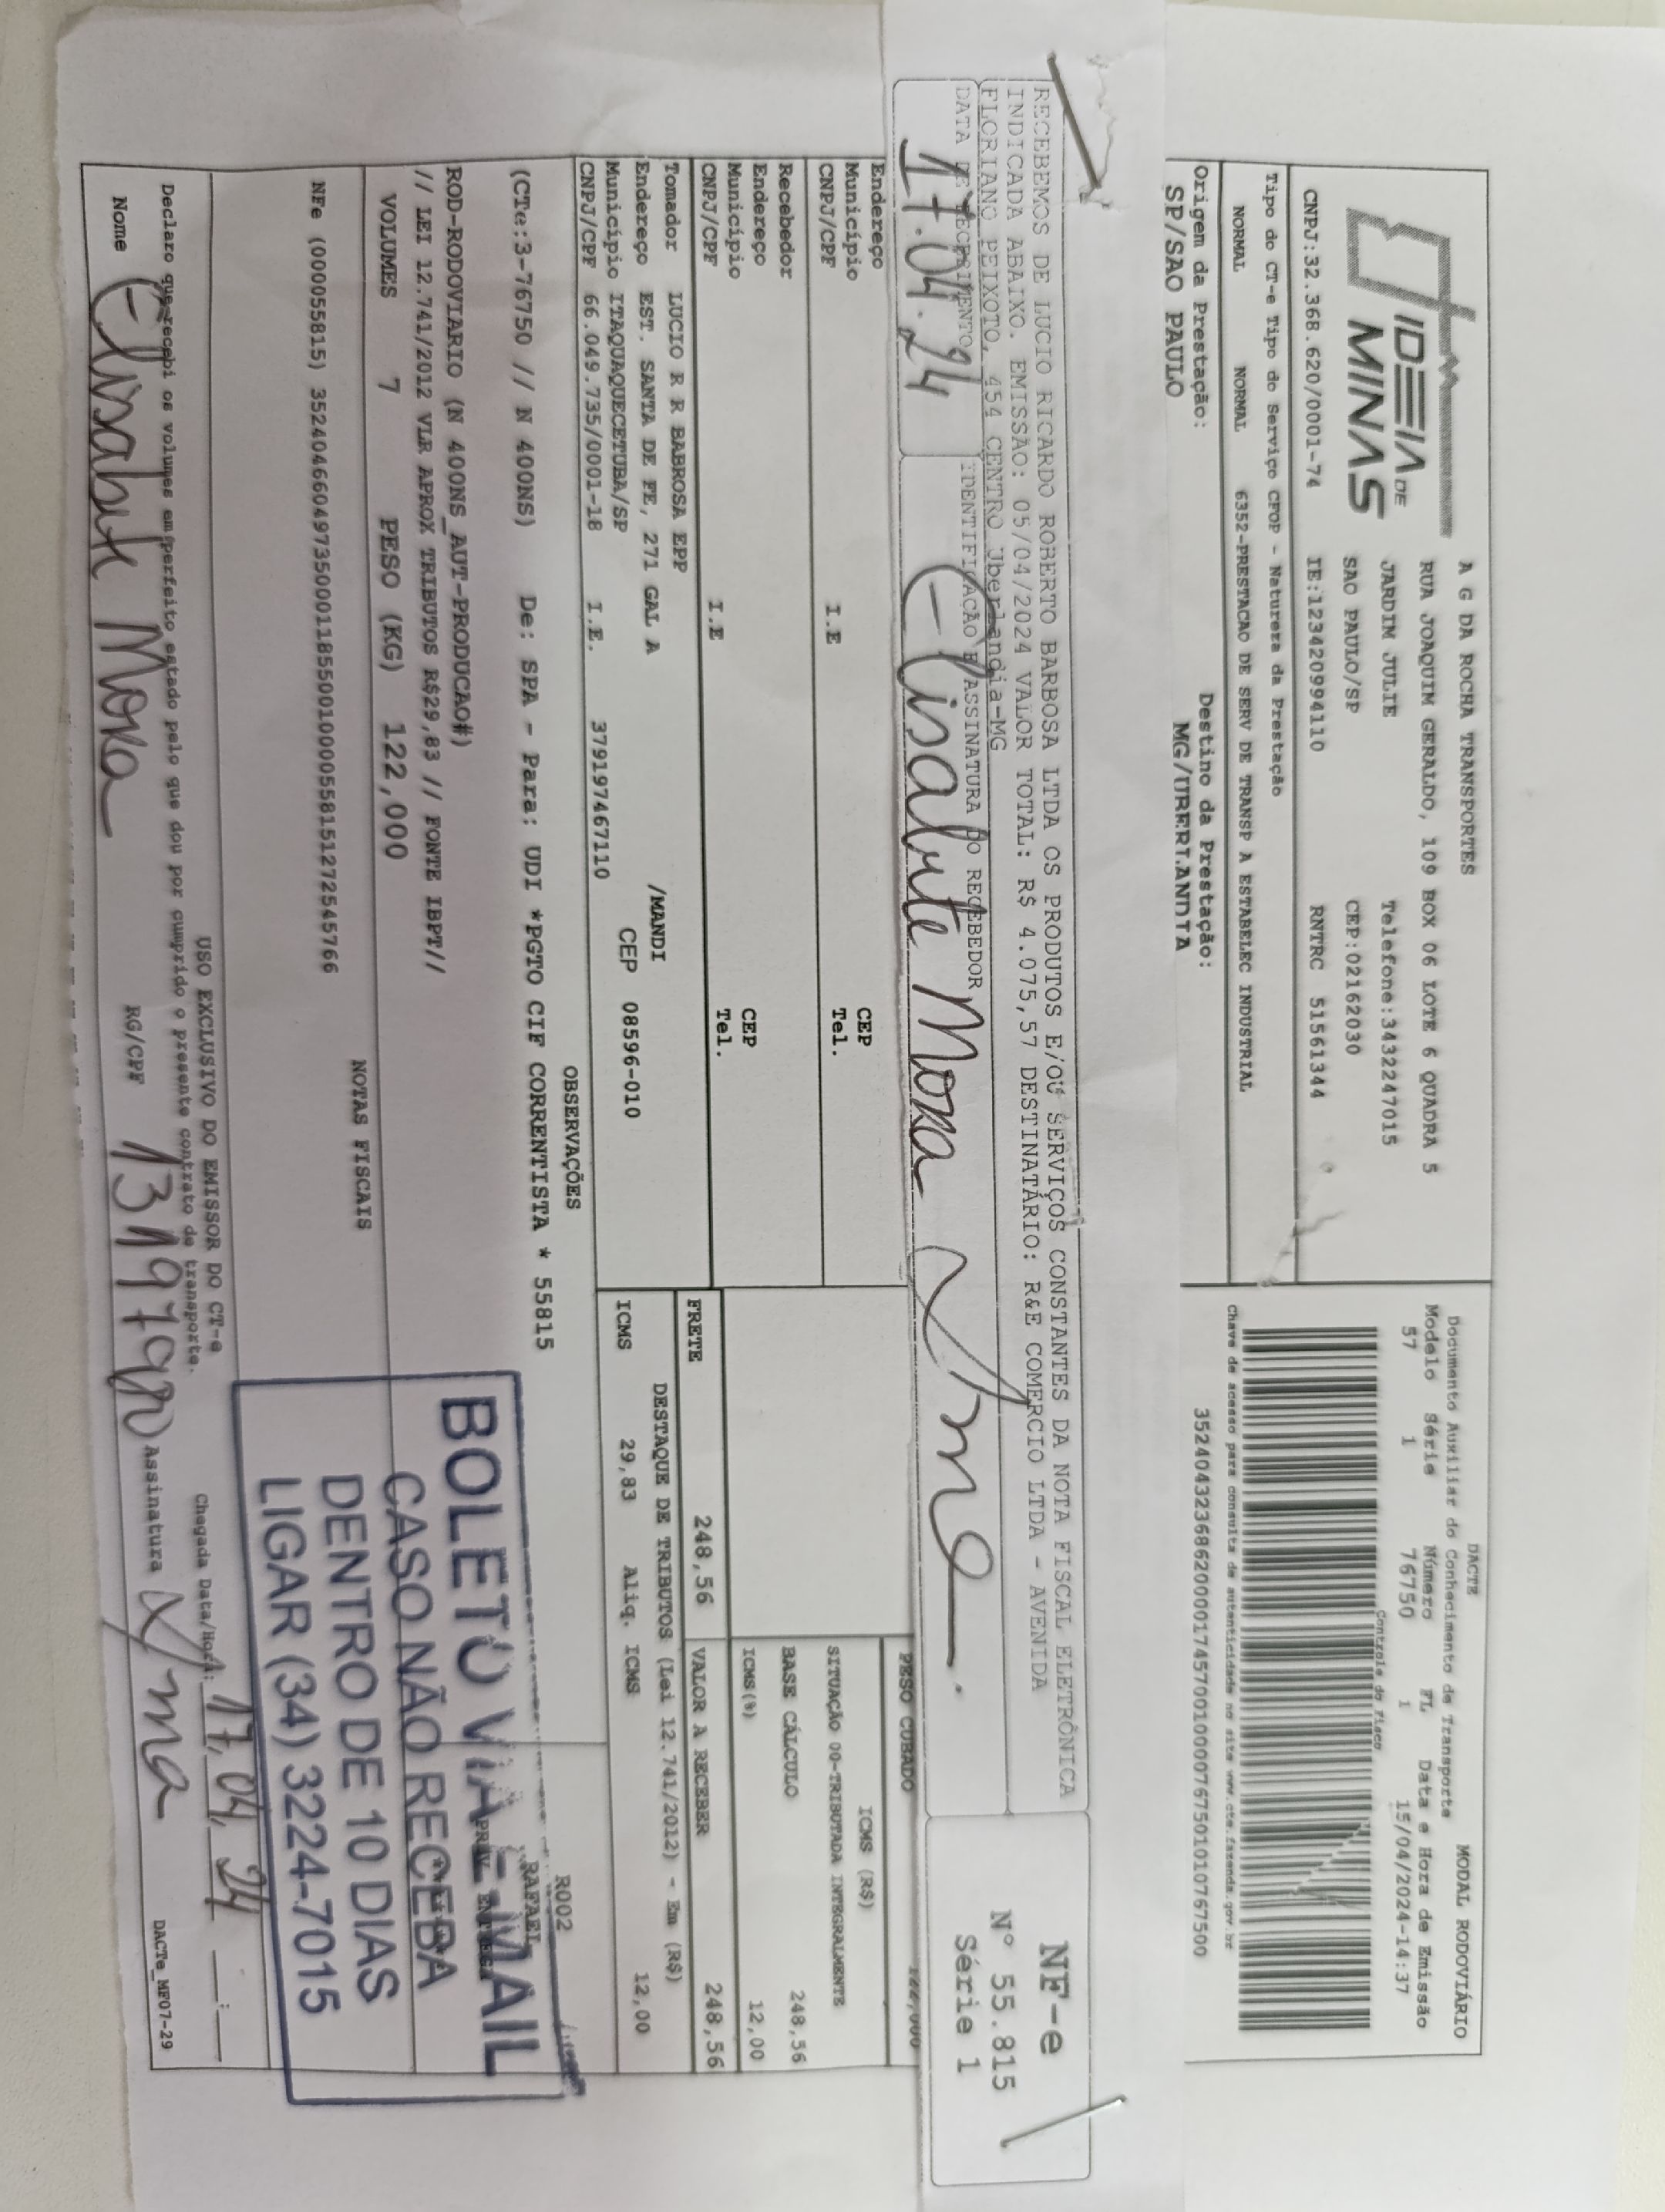 IDEIA DE
MINAS
A G DA ROCHA TRANSPORTES
RUA JOAQUIM GERALDO, 109 BOX 06 LOTE 6 QUADRA 5
JARDIM JULIE Telefone:3432247015
SAO PAULO/SP CEP:02162030
CNPJ:32.368.620/0001-74 IE:123420994110 RNTRC 51561344
DACTE MODAL RODOVIÁRIO
Documento Auxiliar do Conhecimento de Transporte
Modelo Série Número FL Data e Hora de Emissão
57 1 76750 1 15/04/2024-14:37
Controle do Fisco
Tipo do CT-e Tipo do Serviço CFOP - Natureza da Prestação
NORMAL NORMAL 6352-PRESTACAO DE SERV DE TRANSP A ESTABELEC INDUSTRIAL
Chave de acesso para consulta de autenticidade no site www.cte.fazenda.gov.br
35240432368620000174570010000767501010767500
Origem da Prestação: Destino da Prestação:
SP/SAO PAULO MG/UBERLANDIA
RECEBEMOS DE LUCIO RICARDO ROBERTO BARBOSA LTDA OS PRODUTOS E/OU SERVIÇOS CONSTANTES DA NOTA FISCAL ELETRÔNICA
INDICADA ABAIXO. EMISSÃO: 05/04/2024 VALOR TOTAL: R$ 4.075,57 DESTINATÁRIO: R&E COMERCIO LTDA - AVENIDA
FLORIANO PEIXOTO, 454 CENTRO Uberlandia-MG
NF-e
Nº 55.815
Série 1
DATA DE RECEBIMENTO IDENTIFICAÇÃO E ASSINATURA DO RECEBEDOR
17.04.24 Elisabete Mora
PESO CUBADO 122,000
Endereço
Município CEP
CNPJ/CPF I.E Tel.
Recebedor
Endereço
Município CEP
CNPJ/CPF I.E Tel.
ICMS (R$)
SITUAÇÃO 00-TRIBUTADA INTEGRALMENTE
BASE CÁLCULO 248,56
ICMS(%) 12,00
Tomador LUCIO R R BABROSA EPP
Endereço EST. SANTA DE FE, 271 GAL A /MANDI
Município ITAQUAQUECETUBA/SP CEP 08596-010
CNPJ/CPF 66.049.735/0001-18 I.E. 379197467110
FRETE 248,56 VALOR A RECEBER 248,56
DESTAQUE DE TRIBUTOS (Lei 12.741/2012) - Em (R$)
ICMS 29,83 Aliq. ICMS 12,00
OBSERVAÇÕES
(CTe:3-76750 // N 400NS) De: SPA - Para: UDI *PGTO CIF CORRENTISTA * 55815
R002
RAFAEL
ROD-RODOVIARIO (N 400NS_AUT-PRODUCAO#)
// LEI 12.741/2012 VLR APROX TRIBUTOS R$29,83 // FONTE IBPT//
VOLUMES 7 PESO (KG) 122,000
NOTAS FISCAIS
NFe (00055815) 35240466049735000118550010000558151272545766
BOLETO VIA E-MAIL
CASO NÃO RECEBA
DENTRO DE 10 DIAS
LIGAR (34) 3224-7015
USO EXCLUSIVO DO EMISSOR DO CT-e
Declaro que recebi os volumes em perfeito estado pelo que dou por cumprido o presente contrato de transporte.
Chegada Data/Hora: 17,04,24 __:__
Nome Elisabete Mora RG/CPF Assinatura
DACTe_MF07-29